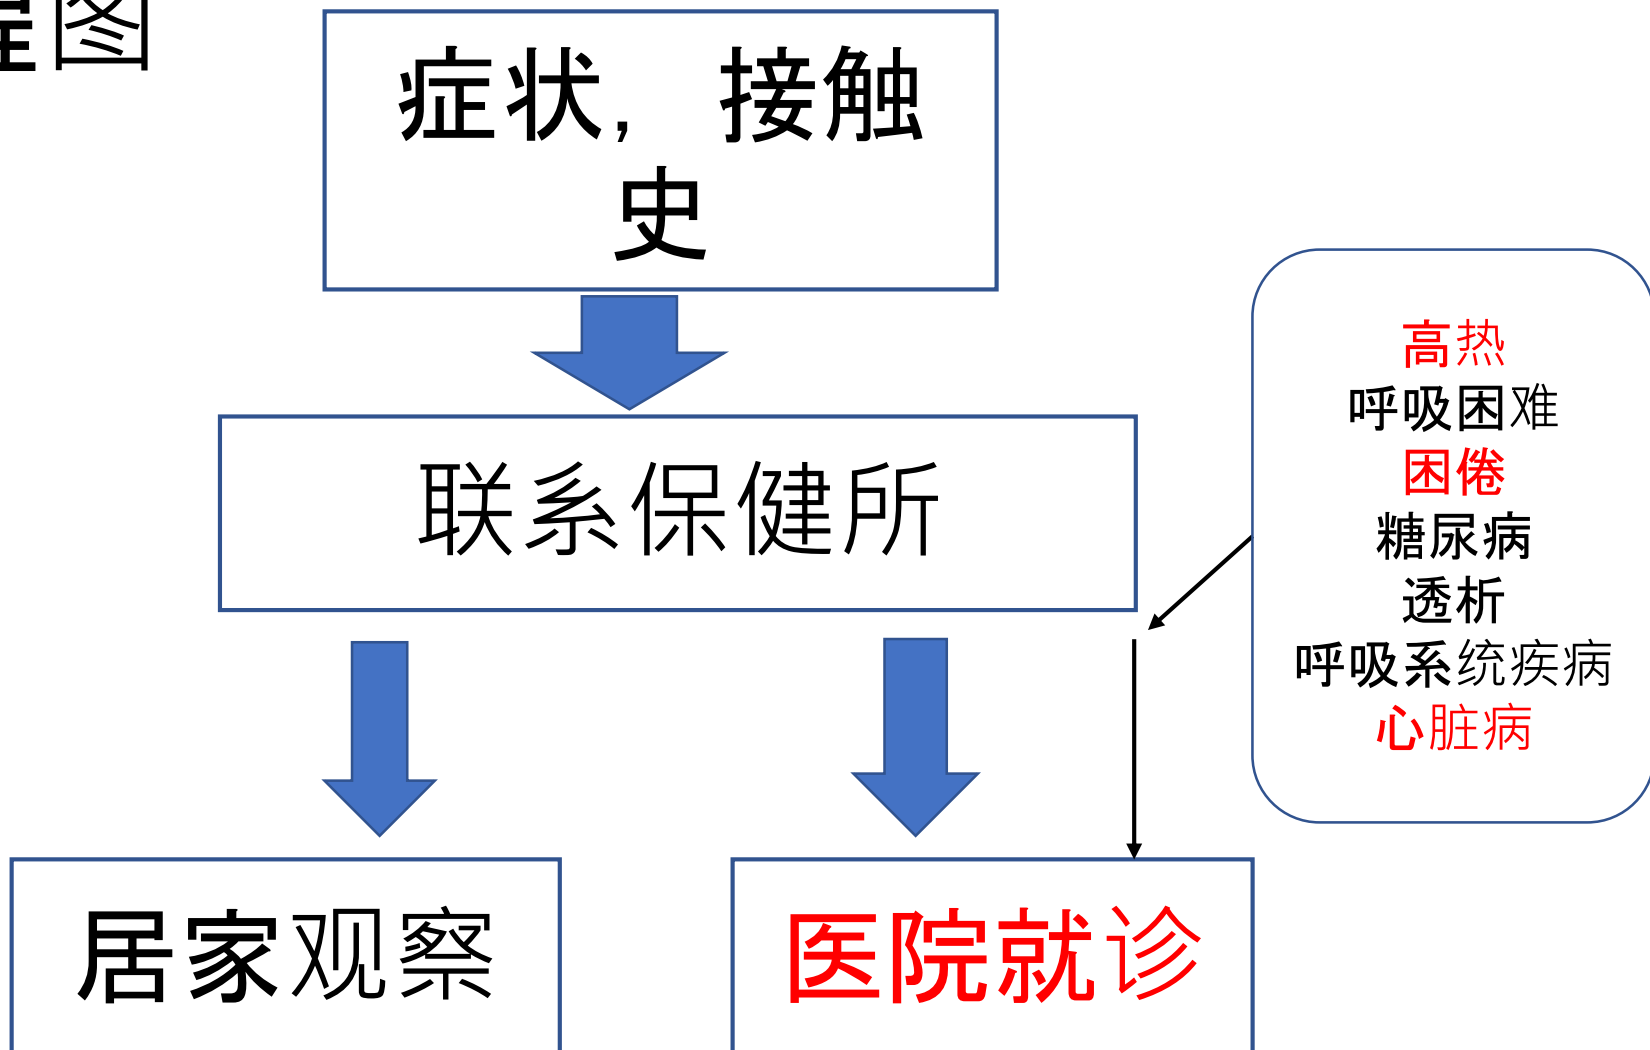 程图
症状，接触
史
联系保健所
高热
呼吸困难
困倦
糖尿病
透析
呼吸系统疾病
心脏病
居家观察
医院就诊